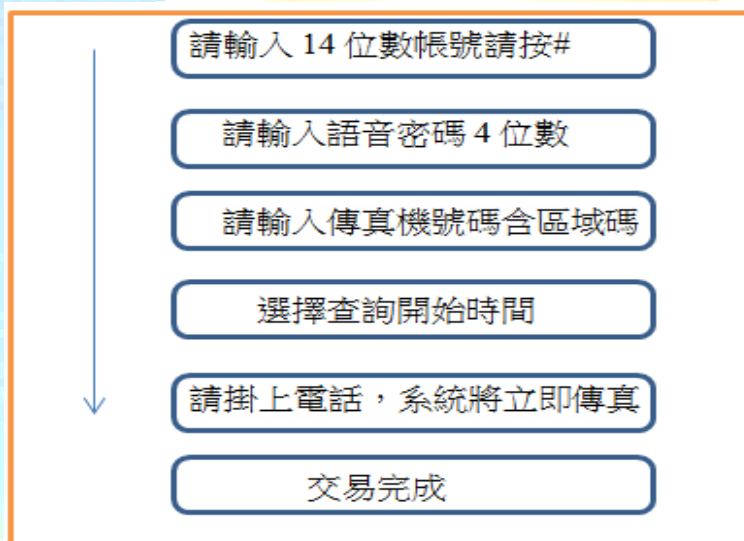 請輸入 14 位數帳號請按#
請輸入語音密碼 4 位數
請輸入傳真機號碼含區域碼
選擇查詢開始時間
請掛上電話，系統將立即傳真
交易完成